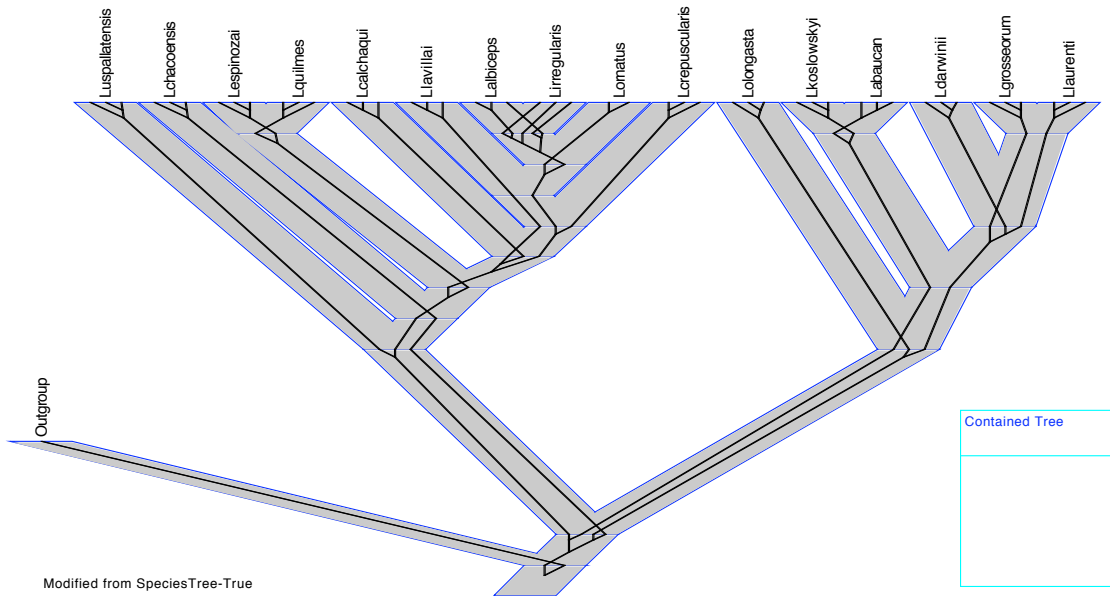 Luspallatensis
Lchacoensis
Lespinozai
Lquilmes
Lcalchaqui
Llavillai
Lalbiceps
Lirregularis
Lornatus
Lcrepuscularis
Lolongasta
Lkoslowskyi
Labaucan
Ldarwinii
Lgrosseorum
Llaurenti
Outgroup
Contained Tree
Modified from SpeciesTree-True